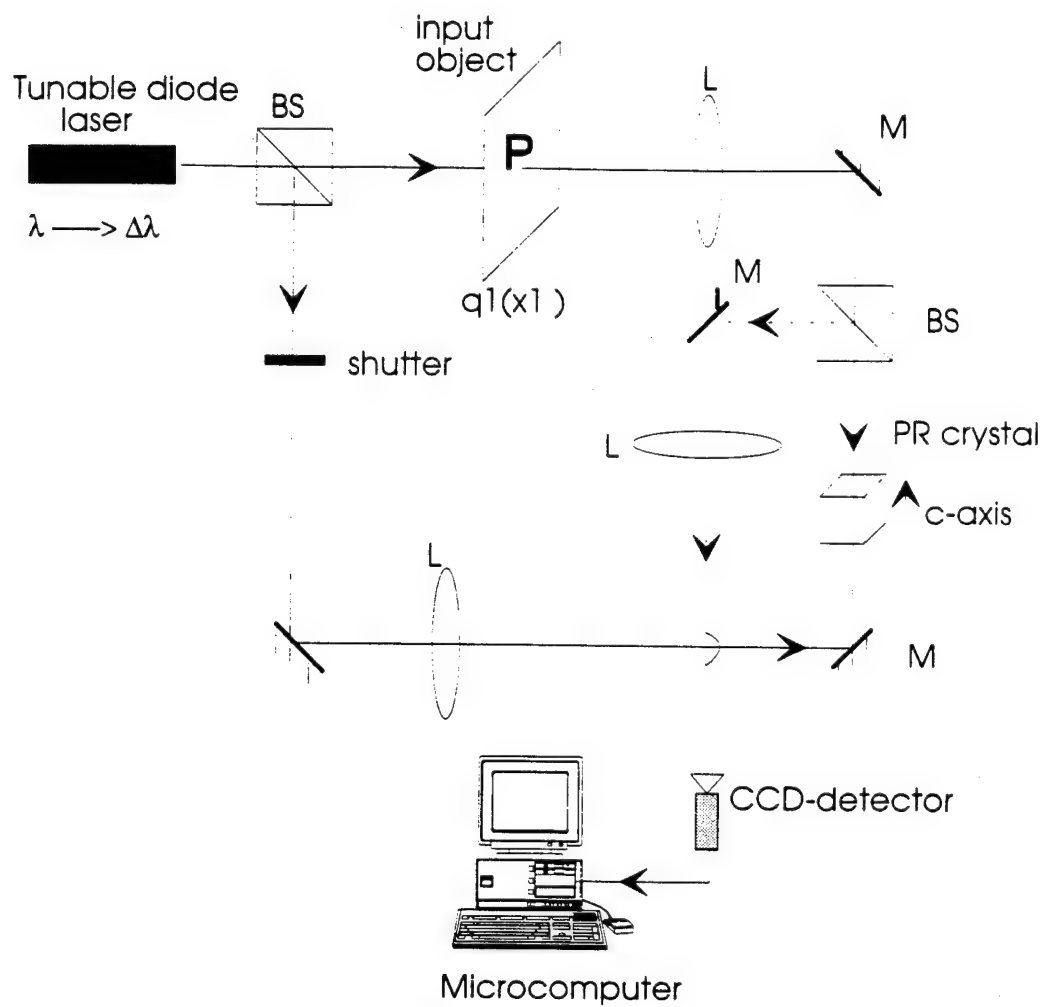 input
object
Tunable diode
laser
BS
L
M
P
λ ―—> Δλ
q1(x1 )
M
BS
shutter
L
PR crystal
c-axis
L
M
CCD-detector
Microcomputer